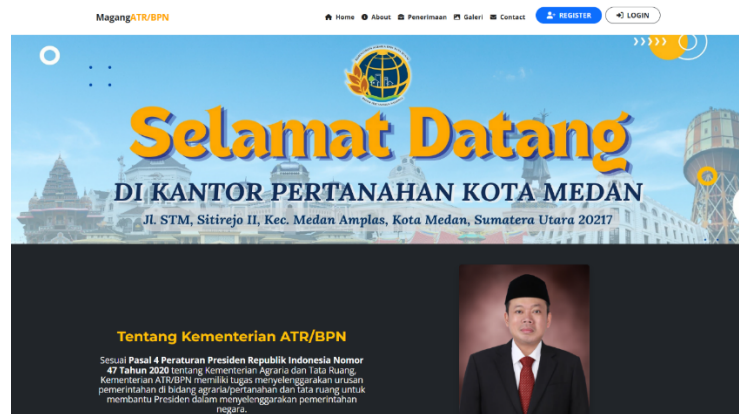 MagangATR/BPN
Home About Penerimaan Galeri Contact REGISTER LOGIN
Selamat Datang
DI KANTOR PERTANAHAN KOTA MEDAN
Jl. STM, Sitirejo II, Kec. Medan Amplas, Kota Medan, Sumatera Utara 20217
Tentang Kementerian ATR/BPN
Sesuai Pasal 4 Peraturan Presiden Republik Indonesia Nomor
47 Tahun 2020 tentang Kementerian Agraria dan Tata Ruang,
Kementerian ATR/BPN memiliki tugas menyelenggarakan urusan
pemerintahan di bidang agraria/pertanahan dan tata ruang untuk
membantu Presiden dalam menyelenggarakan pemerintahan
negara.